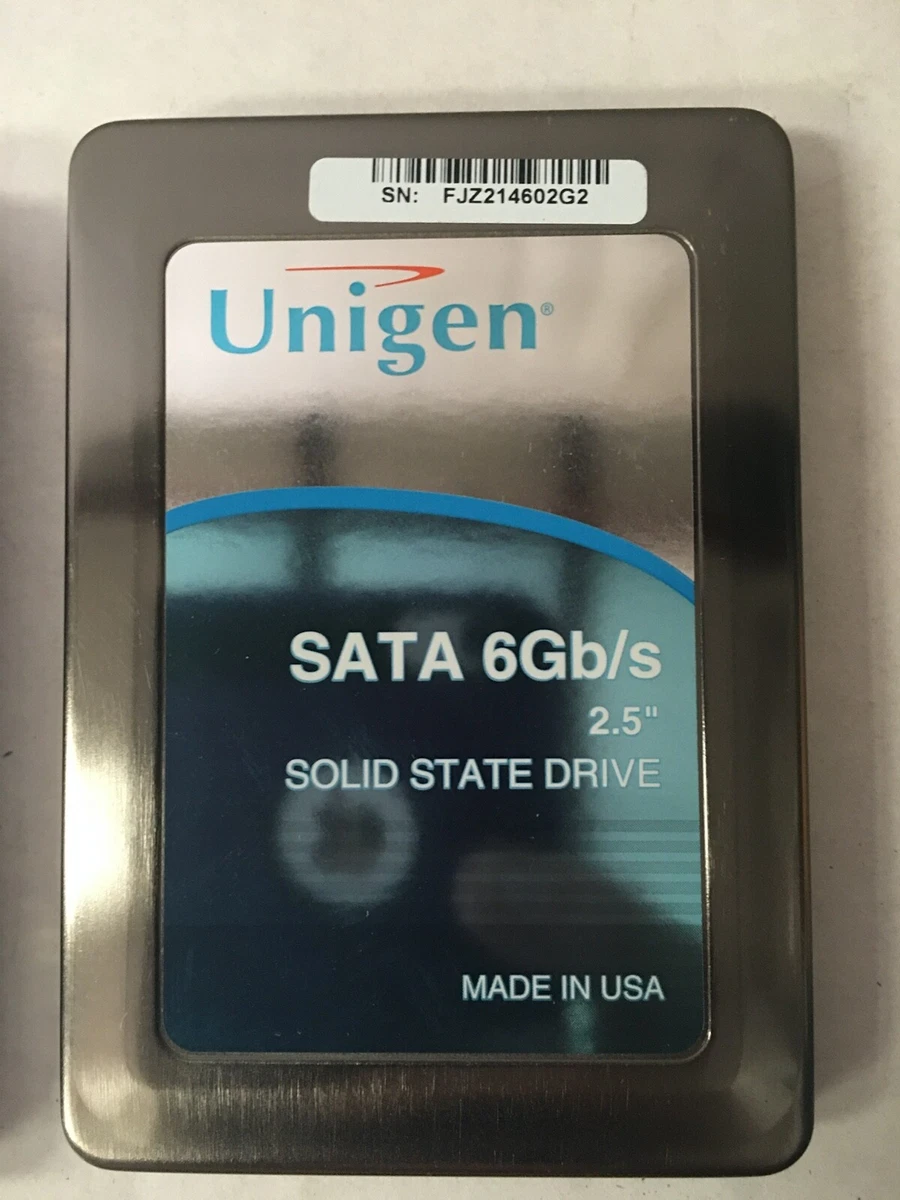 SN: FJZ214602G2
Unigen®
SATA 6Gb/s
2.5"
SOLID STATE DRIVE
MADE IN USA